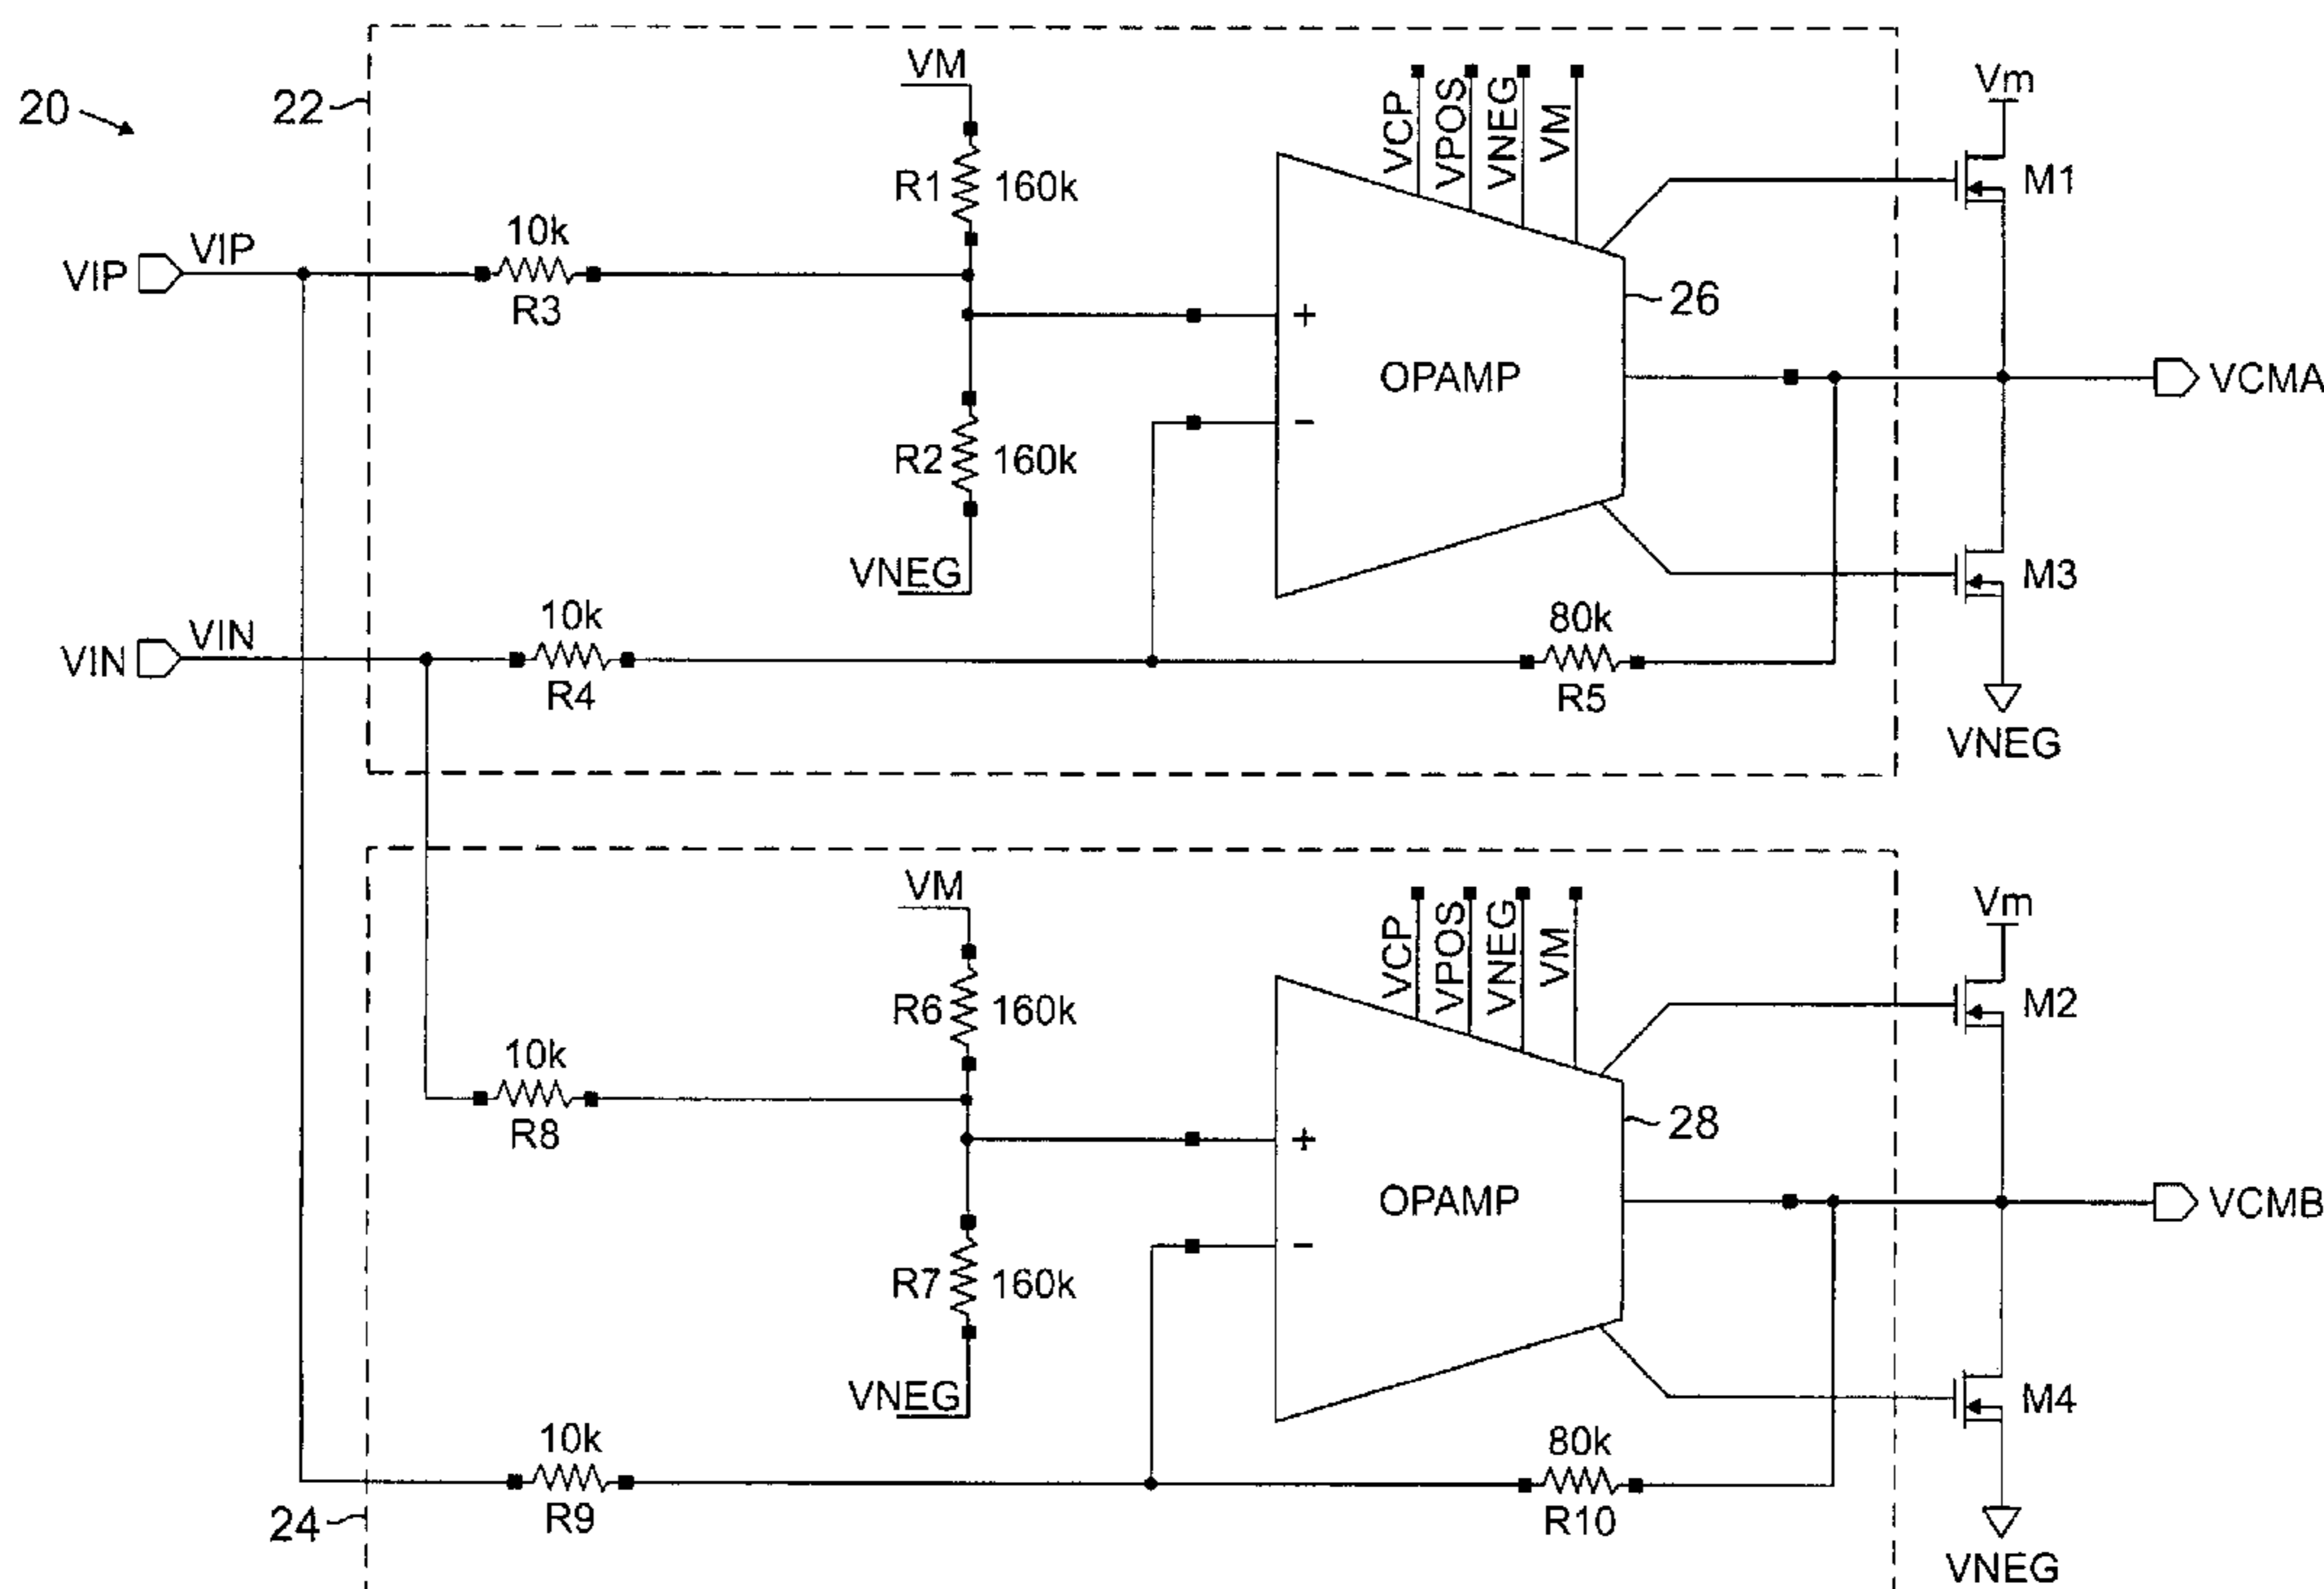 20
22
VM
VCP
VPOS
VNEG
VM
Vm
R1
160k
M1
10k
VIP
VIP
R3
26
+
OPAMP
VCMA
-
R2
160k
VNEG
M3
10k
80k
VIN
VIN
R4
R5
VNEG
VM
VCP
VPOS
VNEG
VM
Vm
R6
160k
M2
10k
R8
28
+
OPAMP
VCMB
-
R7
160k
VNEG
M4
10k
80k
24
R9
R10
VNEG